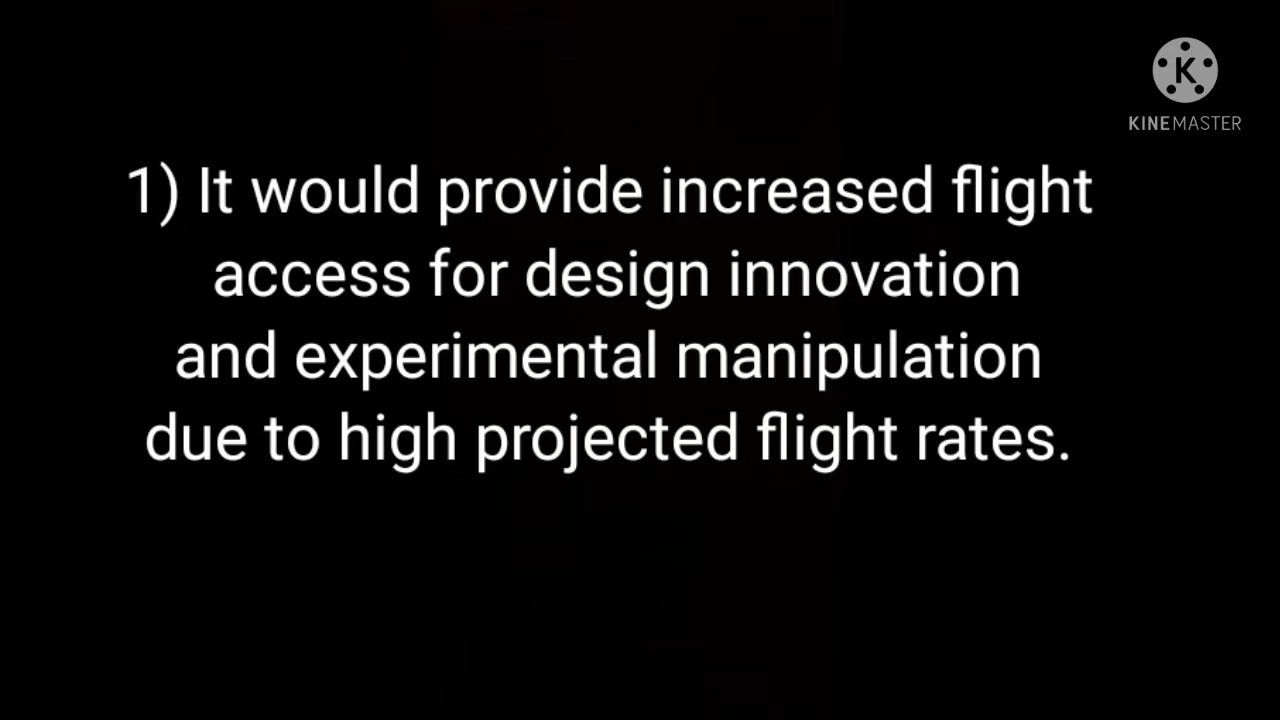 K
KINEMASTER
1) It would provide increased flight
access for design innovation
and experimental manipulation
due to high projected flight rates.